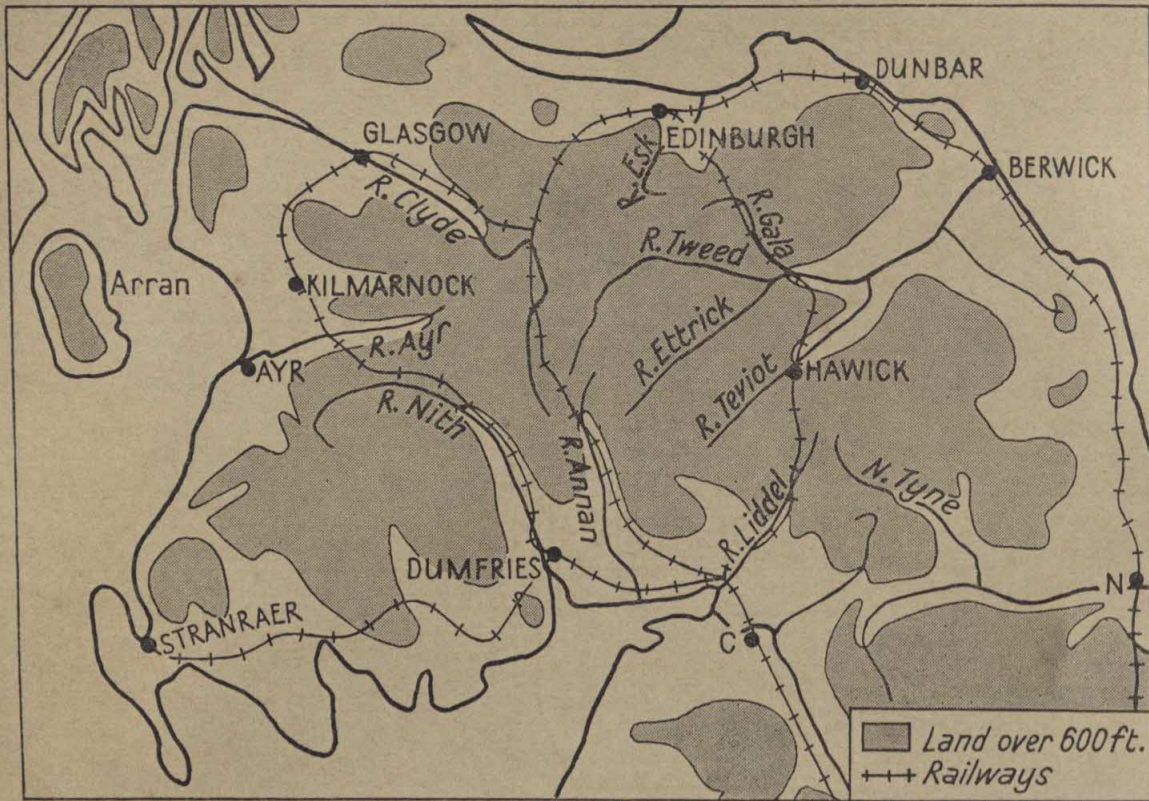 DUNBAR
GLASGOW
EDINBURGH
BERWICK
R. Esk
R. Clyde
R. Gala
R. Tweed
Arran
KILMARNOCK
R. Ayr
R. Ettrick
AYR
R. Teviot
HAWICK
R. Nith
R. Annan
N. Tyne
R. Liddel
DUMFRIES
N
STRANRAER
C
Land over 600ft.
Railways